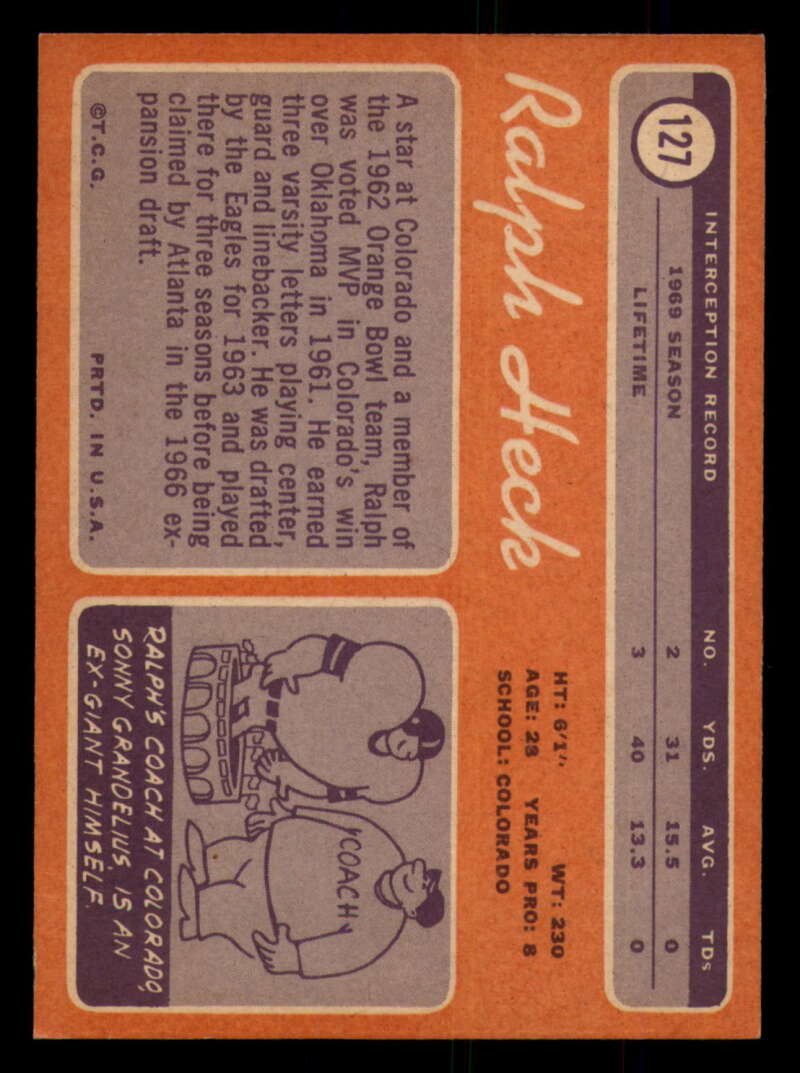 127
INTERCEPTION RECORD NO. YDS. AVG. TDs
1969 SEASON 2 31 15.5 0
LIFETIME 3 40 13.3 0
Ralph Heck
HT: 6'1". WT: 230
AGE: 29 YEARS PRO: 8
SCHOOL: COLORADO
A star at Colorado and a member of
the 1962 Orange Bowl team, Ralph
was voted MVP in Colorado's win
over Oklahoma in 1961. He earned
three varsity letters playing center,
guard and linebacker. He was drafted
by the Eagles for 1963 and played
there for three seasons before being
claimed by Atlanta in the 1966 ex-
pansion draft.
©T.C.G. PRTD. IN U.S.A.
COACH
RALPH'S COACH AT COLORADO,
SONNY GRANDELIUS, IS AN
EX-GIANT HIMSELF.